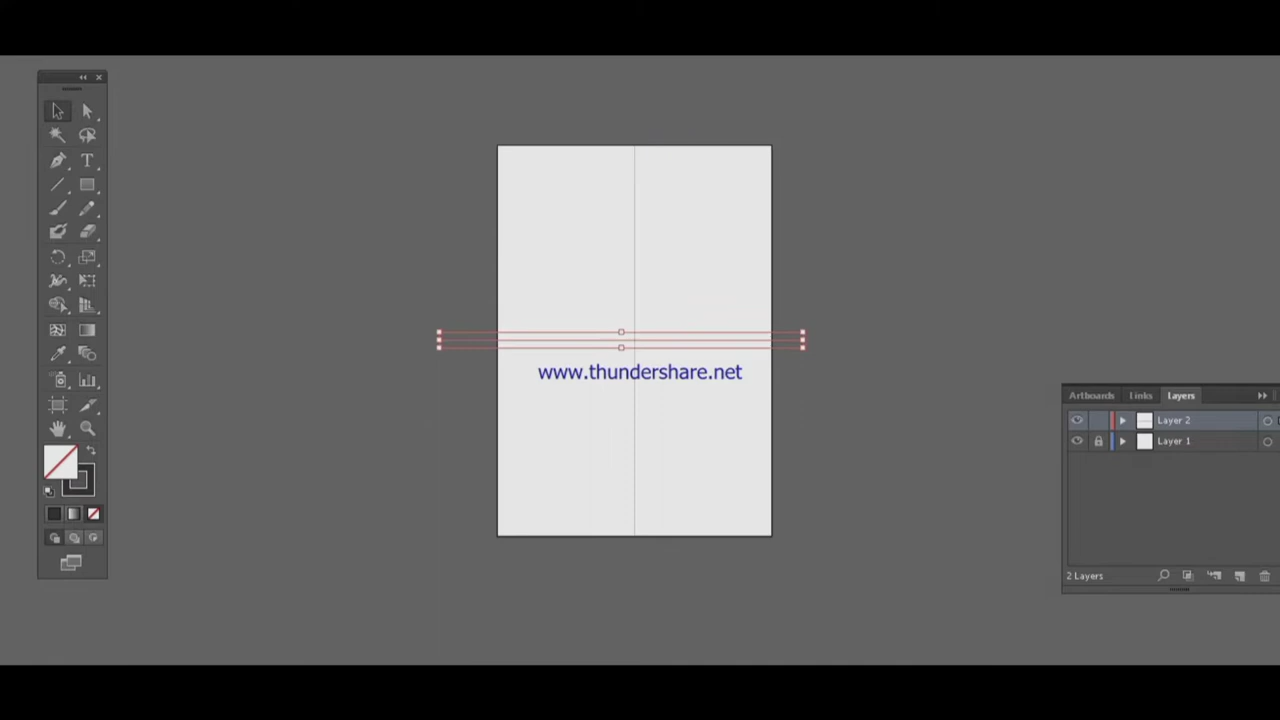 www.thundershare.net
Artboards Links Layers
Layer 2
Layer 1
2 Layers